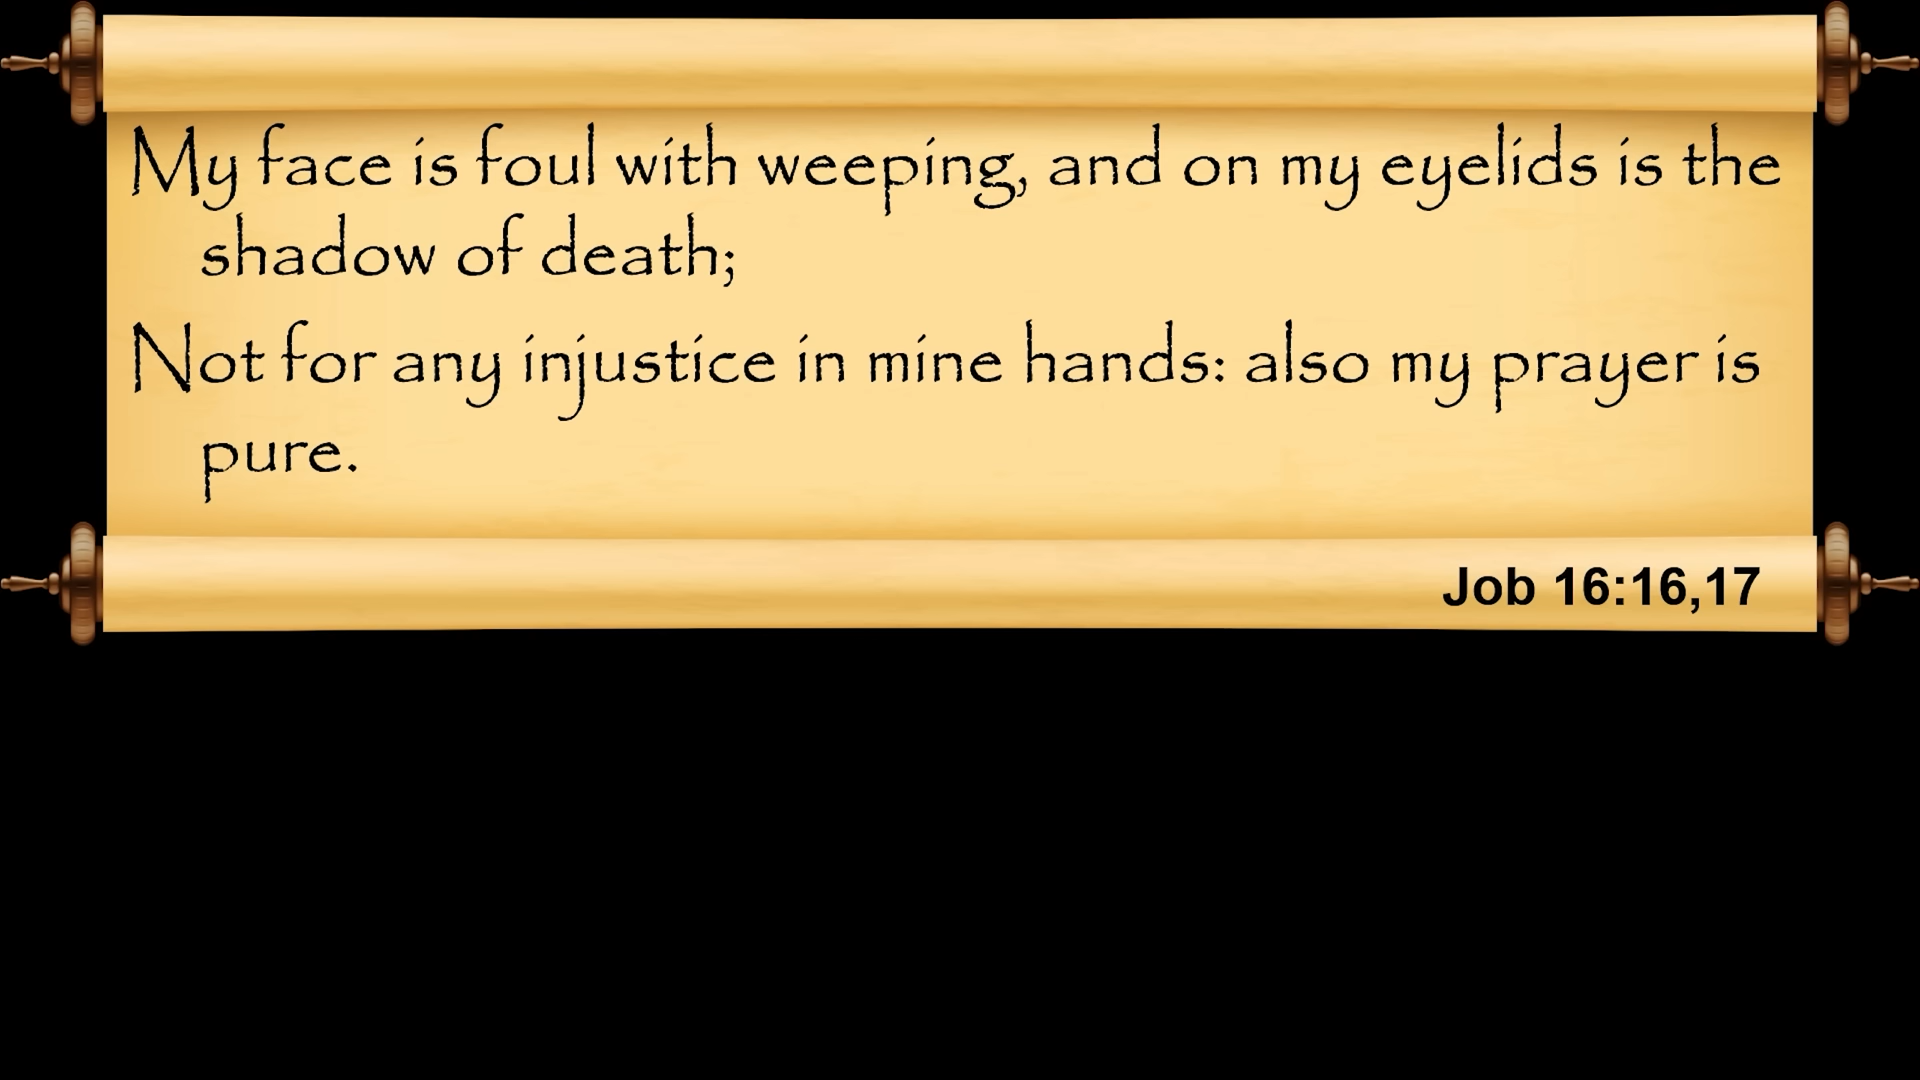 My face is foul with weeping, and on my eyelids is the
shadow of death;
Not for any injustice in mine hands: also my prayer is
pure.
Job 16:16,17